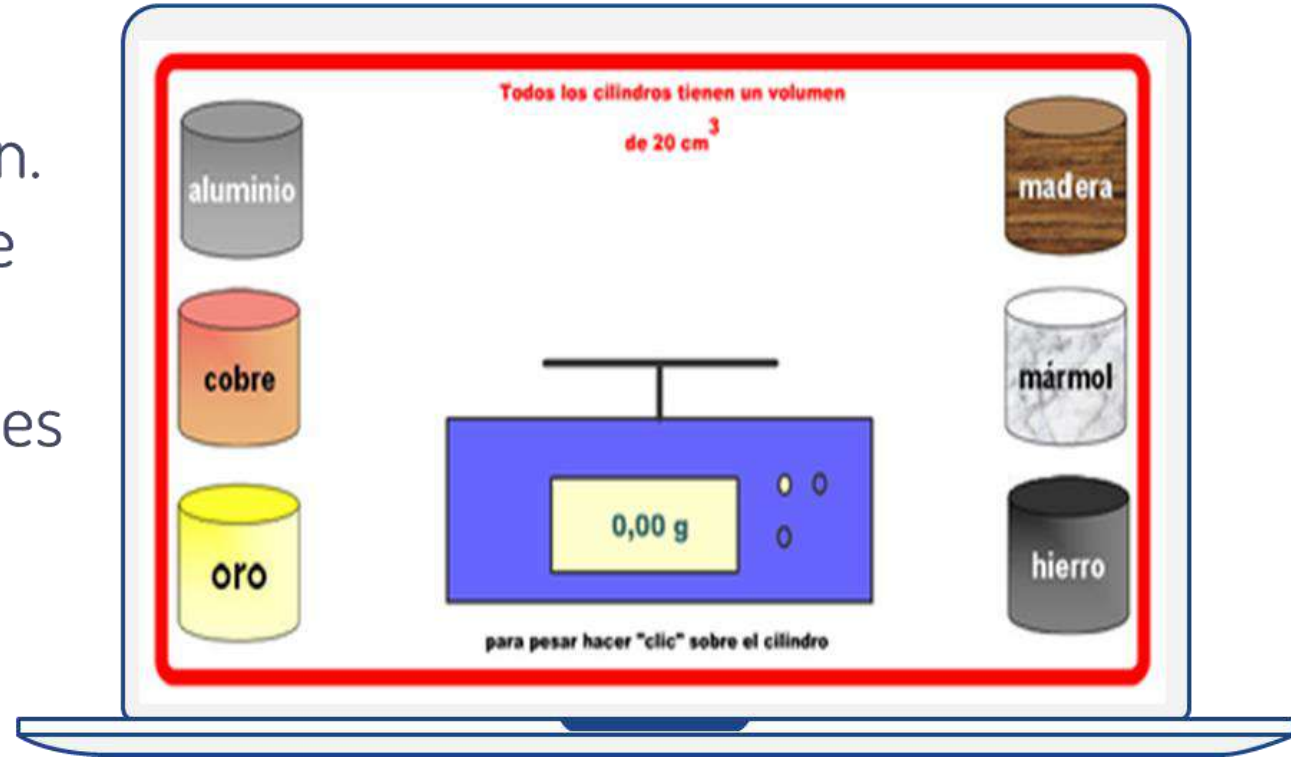 n.
e
es
Todos los cilindros tienen un volumen
de 20 cm³
aluminio
madera
cobre
mármol
oro
hierro
0,00 g
para pesar hacer "clic" sobre el cilindro